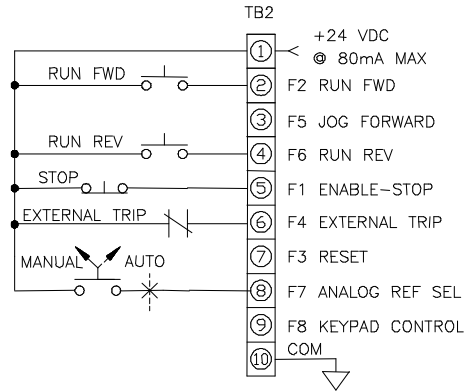 TB2
+24 VDC
1
@ 80mA MAX
RUN FWD
2 F2 RUN FWD
3 F5 JOG FORWARD
RUN REV
4 F6 RUN REV
STOP
5 F1 ENABLE-STOP
EXTERNAL TRIP
6 F4 EXTERNAL TRIP
7 F3 RESET
MANUAL AUTO
8 F7 ANALOG REF SEL
9 F8 KEYPAD CONTROL
10 COM